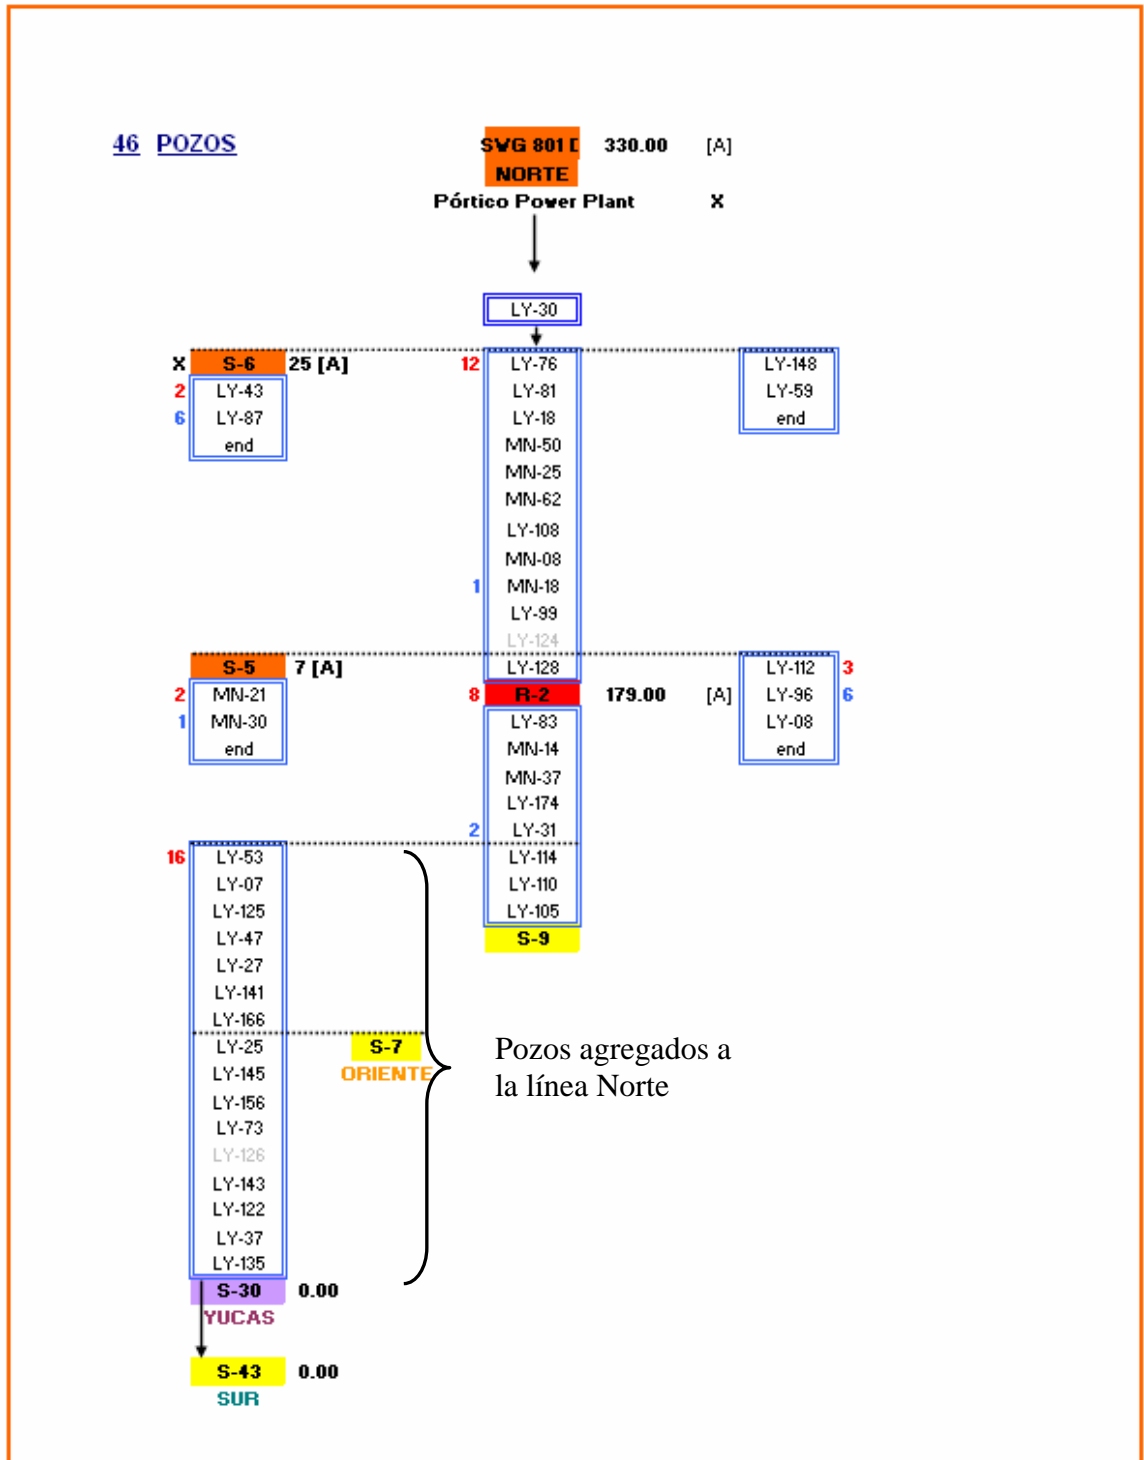 46 POZOS SWG 801 D 330.00 [A]
NORTE
Pórtico Power Plant X
LY-30
X S-6 25 [A] 12 LY-76 LY-148
2 LY-43 LY-81 LY-59
6 LY-87 LY-18 end
end MN-50
MN-25
MN-62
LY-108
MN-08
1 MN-18
LY-99
LY-124
S-5 7 [A] LY-128 LY-112 3
2 MN-21 8 R-2 179.00 [A] LY-96 6
1 MN-30 LY-83 LY-08
end MN-14 end
MN-37
LY-174
2 LY-31
16 LY-53 LY-114
LY-07 LY-110
LY-125 LY-105
LY-47 S-9
LY-27
LY-141
LY-166
LY-25 S-7 Pozos agregados a
LY-145 ORIENTE la línea Norte
LY-156
LY-73
LY-126
LY-143
LY-122
LY-37
LY-135
S-30 0.00
YUCAS
S-43 0.00
SUR